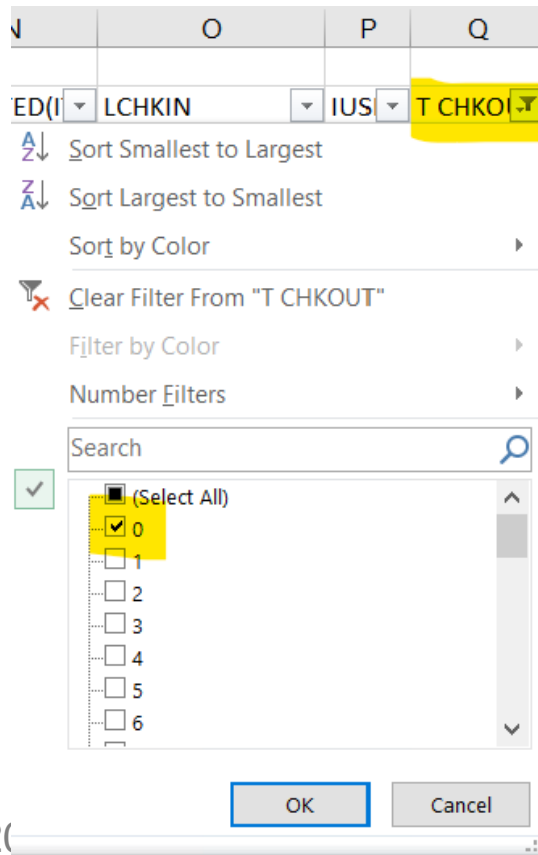 N O P Q
ED(I LCHKIN IUS T CHKO
Sort Smallest to Largest
Sort Largest to Smallest
Sort by Color
Clear Filter From "T CHKOUT"
Filter by Color
Number Filters
Search
(Select All)
0
1
2
3
4
5
6
OK Cancel